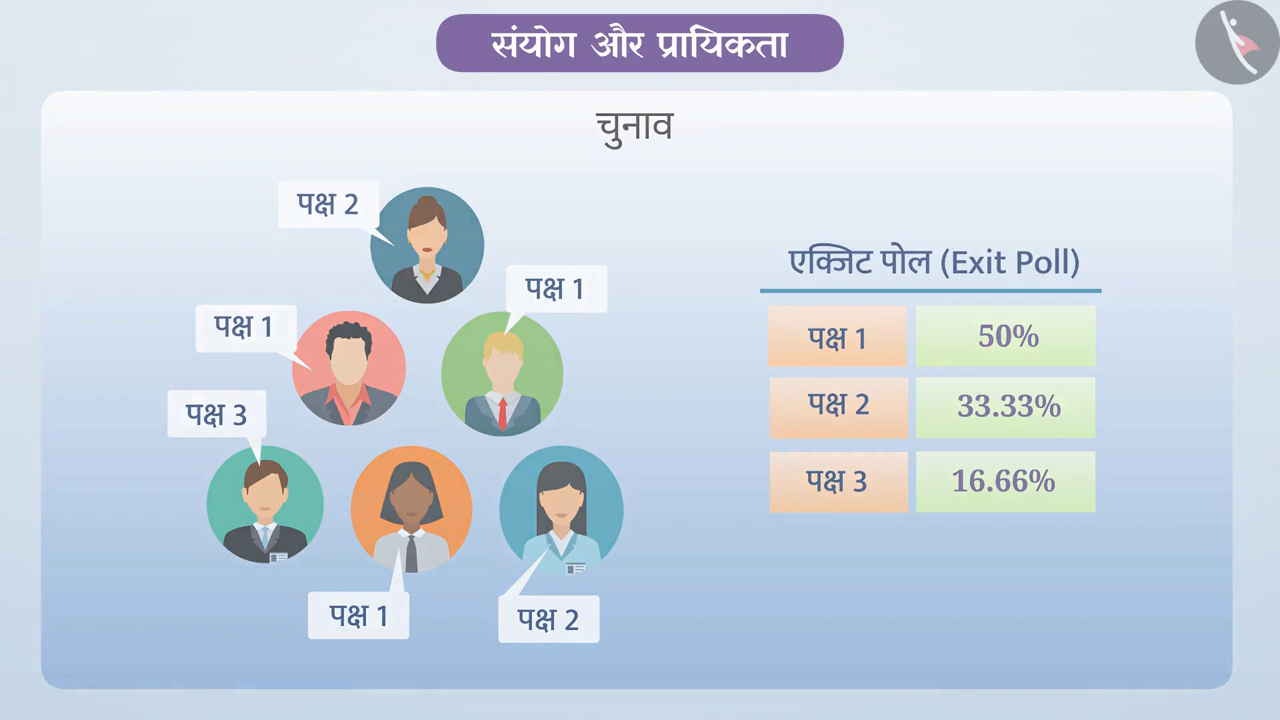 संयोग और प्रायिकता
चुनाव
पक्ष 2
पक्ष 1
पक्ष 1
पक्ष 3
पक्ष 1
पक्ष 2
एक्जिट पोल (Exit Poll)
पक्ष 1 50%
पक्ष 2 33.33%
पक्ष 3 16.66%